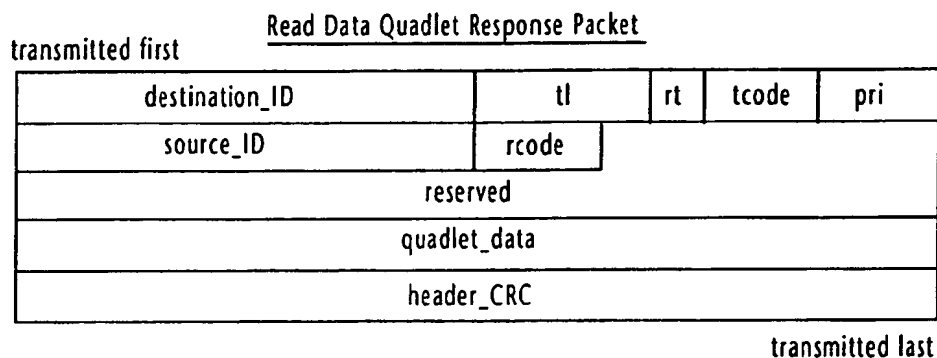 Read Data Quadlet Response Packet
transmitted first
destination_ID tl rt tcode pri
source_ID rcode
reserved
quadlet_data
header_CRC
transmitted last